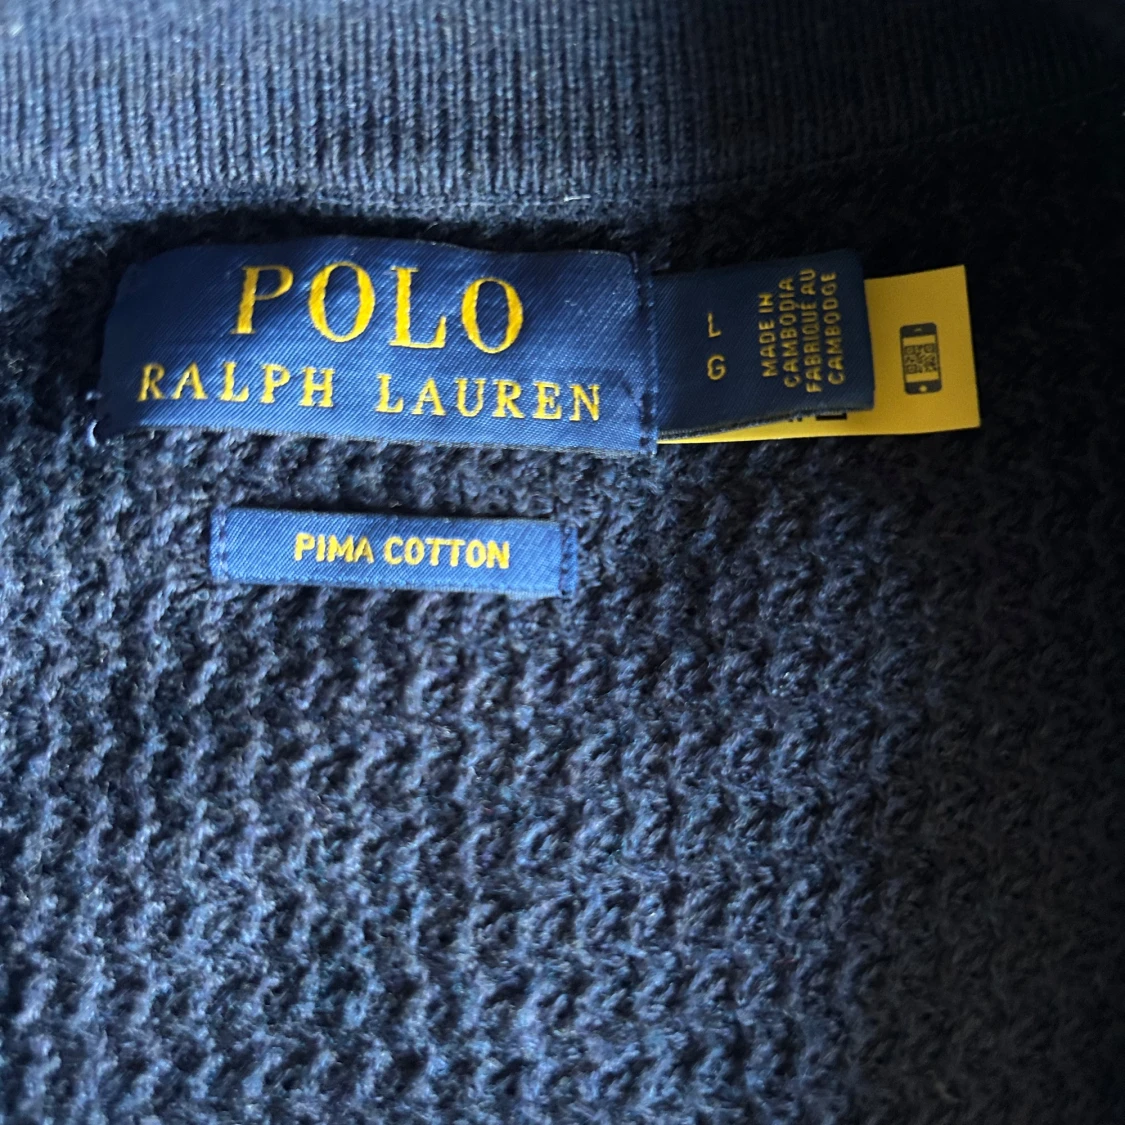 POLO
RALPH LAUREN
L
G
MADE IN
CAMBODIA
FABRIQUÉ AU
CAMBODGE
PIMA COTTON